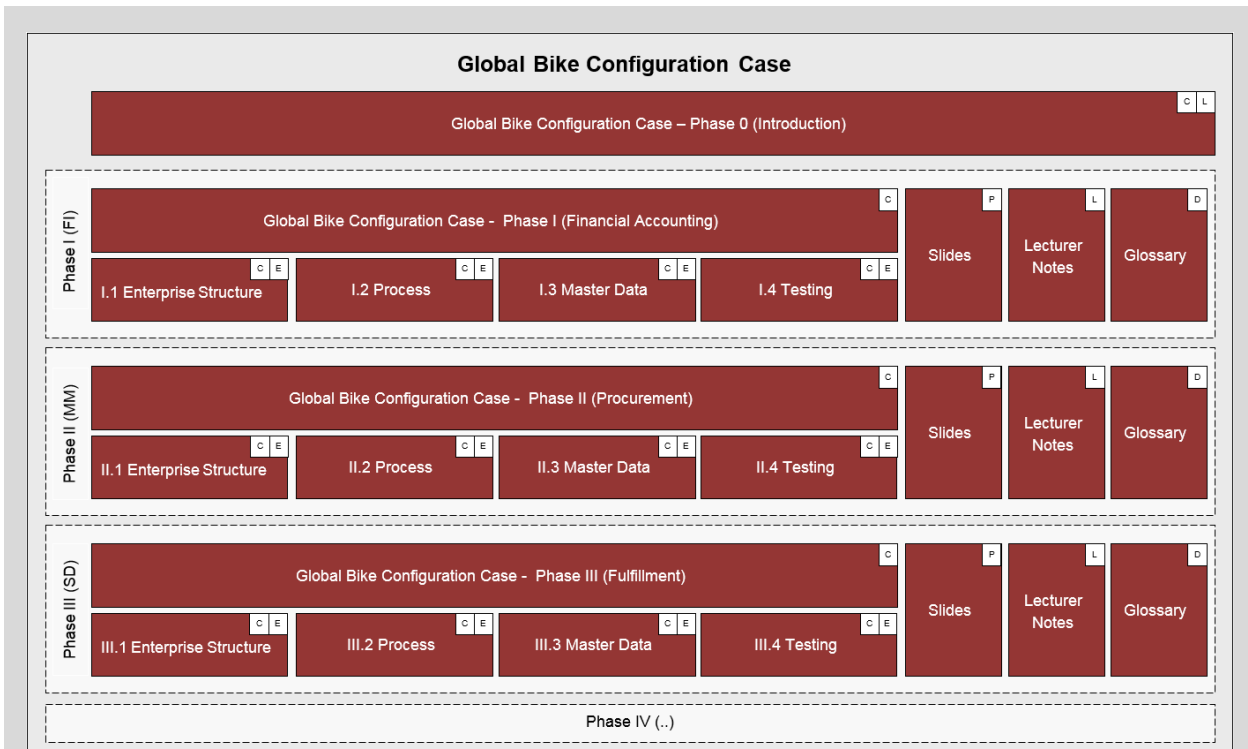 Global Bike Configuration Case
C L
Global Bike Configuration Case – Phase 0 (Introduction)
Phase I (FI)
C
Global Bike Configuration Case - Phase I (Financial Accounting)
P
Slides
L
Lecturer
Notes
D
Glossary
C E
I.1 Enterprise Structure
C E
I.2 Process
C E
I.3 Master Data
C E
I.4 Testing
Phase II (MM)
C
Global Bike Configuration Case - Phase II (Procurement)
P
Slides
L
Lecturer
Notes
D
Glossary
C E
II.1 Enterprise Structure
C E
II.2 Process
C E
II.3 Master Data
C E
II.4 Testing
Phase III (SD)
C
Global Bike Configuration Case - Phase III (Fulfillment)
P
Slides
L
Lecturer
Notes
D
Glossary
C E
III.1 Enterprise Structure
C E
III.2 Process
C E
III.3 Master Data
C E
III.4 Testing
Phase IV (..)